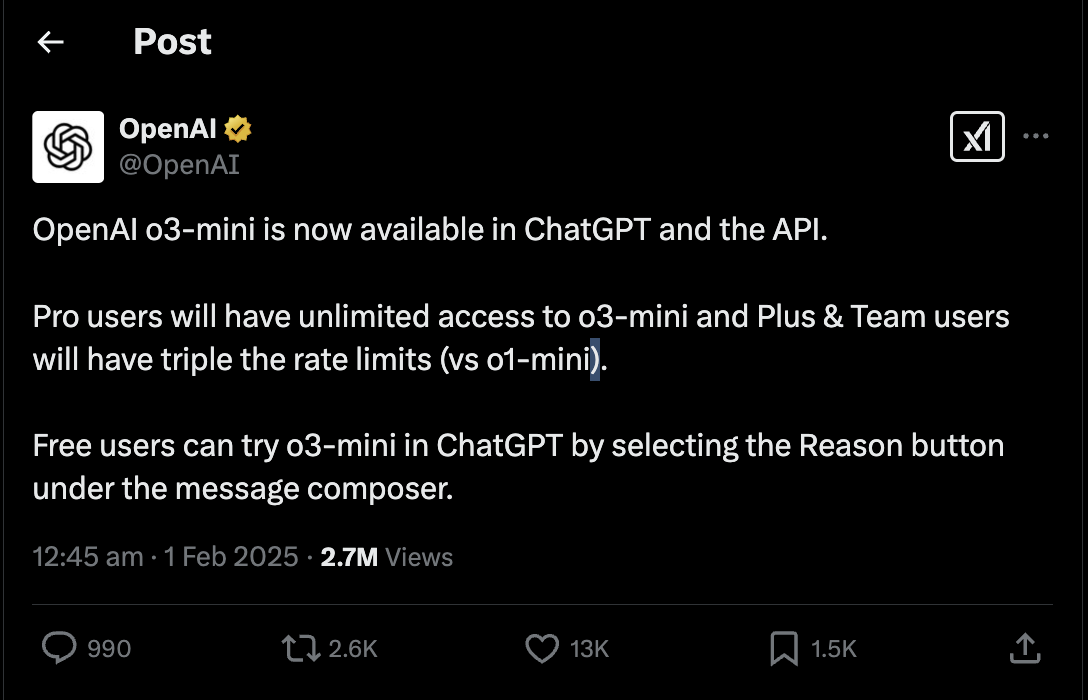 Post
OpenAI
@OpenAI
OpenAI o3-mini is now available in ChatGPT and the API.
Pro users will have unlimited access to o3-mini and Plus & Team users
will have triple the rate limits (vs o1-mini).
Free users can try o3-mini in ChatGPT by selecting the Reason button
under the message composer.
12:45 am · 1 Feb 2025 · 2.7M Views
990 2.6K 13K 1.5K